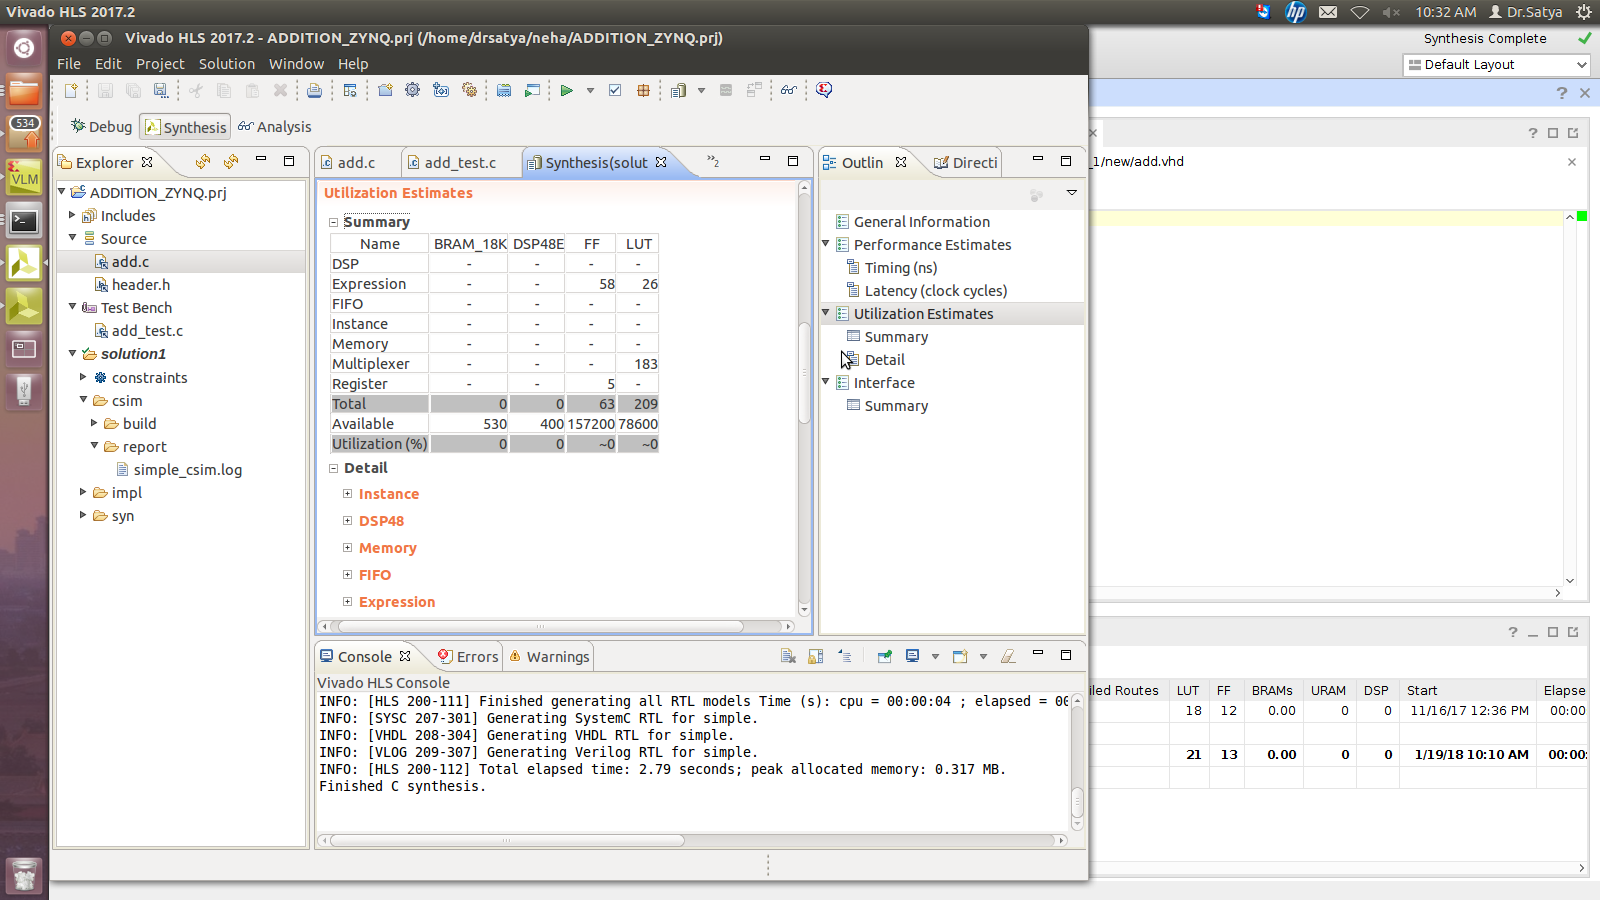 Vivado HLS 2017.2
10:32 AM Dr.Satya
Vivado HLS 2017.2 - ADDITION_ZYNQ.prj (/home/drsatya/neha/ADDITION_ZYNQ.prj)
Synthesis Complete
File Edit Project Solution Window Help
Default Layout
Debug Synthesis Analysis
534
VLM
Explorer
ADDITION_ZYNQ.prj
Includes
Source
add.c
header.h
Test Bench
add_test.c
solution1
constraints
csim
build
report
simple_csim.log
impl
syn
add.c add_test.c Synthesis(solut
Utilization Estimates
Summary
Name BRAM_18K DSP48E FF LUT
DSP - - - -
Expression - - 58 26
FIFO - - - -
Instance - - - -
Memory - - - -
Multiplexer - - - 183
Register - - 5 -
Total 0 0 63 209
Available 530 400 157200 78600
Utilization (%) 0 0 ~0 ~0
Detail
Instance
DSP48
Memory
FIFO
Expression
Outlin Directi
General Information
Performance Estimates
Timing (ns)
Latency (clock cycles)
Utilization Estimates
Summary
Detail
Interface
Summary
_1/new/add.vhd
Console Errors Warnings
Vivado HLS Console
INFO: [HLS 200-111] Finished generating all RTL models Time (s): cpu = 00:00:04 ; elapsed = 00
INFO: [SYSC 207-301] Generating SystemC RTL for simple.
INFO: [VHDL 208-304] Generating VHDL RTL for simple.
INFO: [VLOG 209-307] Generating Verilog RTL for simple.
INFO: [HLS 200-112] Total elapsed time: 2.79 seconds; peak allocated memory: 0.317 MB.
Finished C synthesis.
led Routes LUT FF BRAMs URAM DSP Start Elapse
18 12 0.00 0 0 11/16/17 12:36 PM 00:00
21 13 0.00 0 0 1/19/18 10:10 AM 00:00: